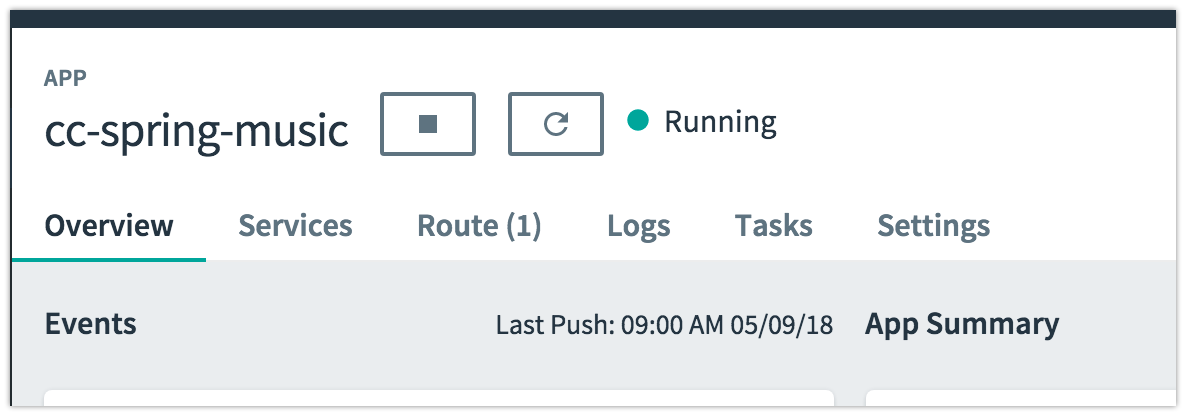 APP
cc-spring-music Running
Overview Services Route (1) Logs Tasks Settings
Events Last Push: 09:00 AM 05/09/18 App Summary